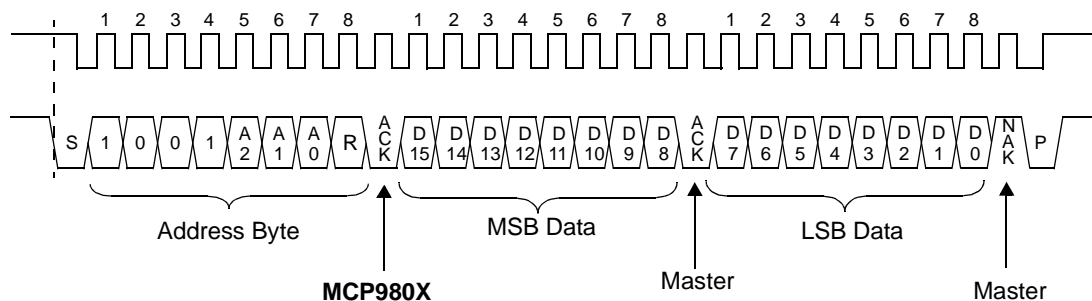 1 2 3 4 5 6 7 8 1 2 3 4 5 6 7 8 1 2 3 4 5 6 7 8
S 1 0 0 1 A2 A1 A0 R ACK D15 D14 D13 D12 D11 D10 D9 D8 ACK D7 D6 D5 D4 D3 D2 D1 D0 NAK P
Address Byte MSB Data LSB Data
MCP980X Master Master